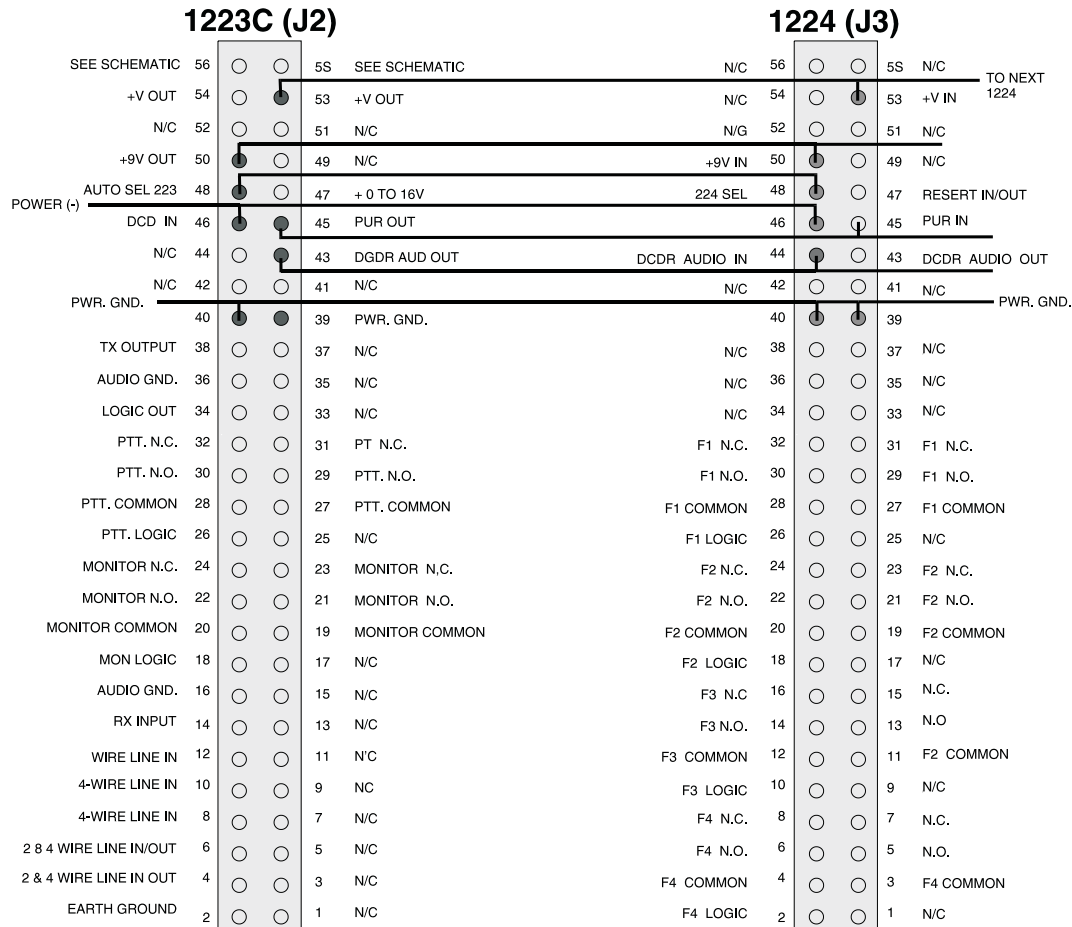 1223C (J2) 1224 (J3)
SEE SCHEMATIC 56 5S SEE SCHEMATIC N/C 56 5S N/C
TO NEXT
1224
+V OUT 54 53 +V OUT N/C 54 53 +V IN
N/C 52 51 N/C N/G 52 51 N/C
+9V OUT 50 49 N/C +9V IN 50 49 N/C
AUTO SEL 223 48 47 + 0 TO 16V 224 SEL 48 47 RESERT IN/OUT
POWER (-)
DCD IN 46 45 PUR OUT 46 45 PUR IN
N/C 44 43 DGDR AUD OUT DCDR AUDIO IN 44 43 DCDR AUDIO OUT
N/C 42 41 N/C N/C 42 41 N/C
PWR. GND. PWR. GND.
40 39 PWR. GND. 40 39
TX OUTPUT 38 37 N/C N/C 38 37 N/C
AUDIO GND. 36 35 N/C N/C 36 35 N/C
LOGIC OUT 34 33 N/C N/C 34 33 N/C
PTT. N.C. 32 31 PT N.C. F1 N.C. 32 31 F1 N.C.
PTT. N.O. 30 29 PTT. N.O. F1 N.O. 30 29 F1 N.O.
PTT. COMMON 28 27 PTT. COMMON F1 COMMON 28 27 F1 COMMON
PTT. LOGIC 26 25 N/C F1 LOGIC 26 25 N/C
MONITOR N.C. 24 23 MONITOR N,C. F2 N.C. 24 23 F2 N.C.
MONITOR N.O. 22 21 MONITOR N.O. F2 N.O. 22 21 F2 N.O.
MONITOR COMMON 20 19 MONITOR COMMON F2 COMMON 20 19 F2 COMMON
MON LOGIC 18 17 N/C F2 LOGIC 18 17 N/C
AUDIO GND. 16 15 N/C F3 N.C 16 15 N.C.
RX INPUT 14 13 N/C F3 N.O. 14 13 N.O
WIRE LINE IN 12 11 N'C F3 COMMON 12 11 F2 COMMON
4-WIRE LINE IN 10 9 NC F3 LOGIC 10 9 N/C
4-WIRE LINE IN 8 7 N/C F4 N.C. 8 7 N.C.
2 8 4 WIRE LINE IN/OUT 6 5 N/C F4 N.O. 6 5 N.O.
2 & 4 WIRE LINE IN OUT 4 3 N/C F4 COMMON 4 3 F4 COMMON
EARTH GROUND 2 1 N/C F4 LOGIC 2 1 N/C